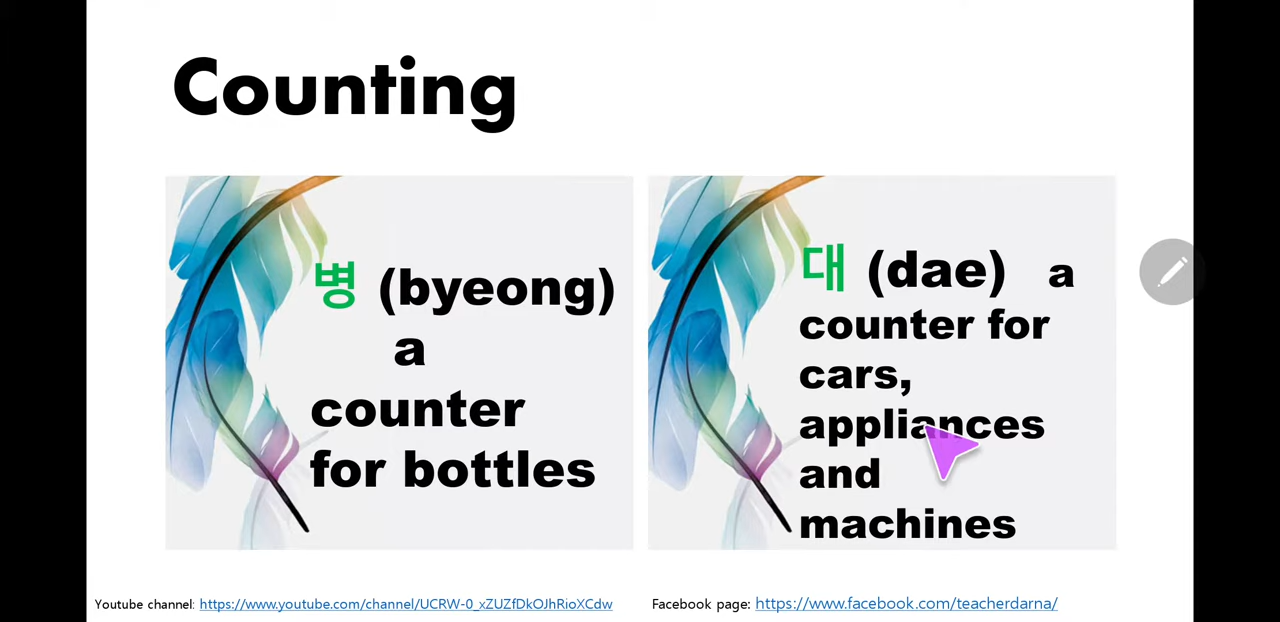 Counting
병 (byeong)
a
counter
for bottles
대 (dae) a
counter for
cars,
appliances
and
machines
Youtube channel: https://www.youtube.com/channel/UCRW-0_xZUZfDkOJhRioXCdw
Facebook page: https://www.facebook.com/teacherdarna/